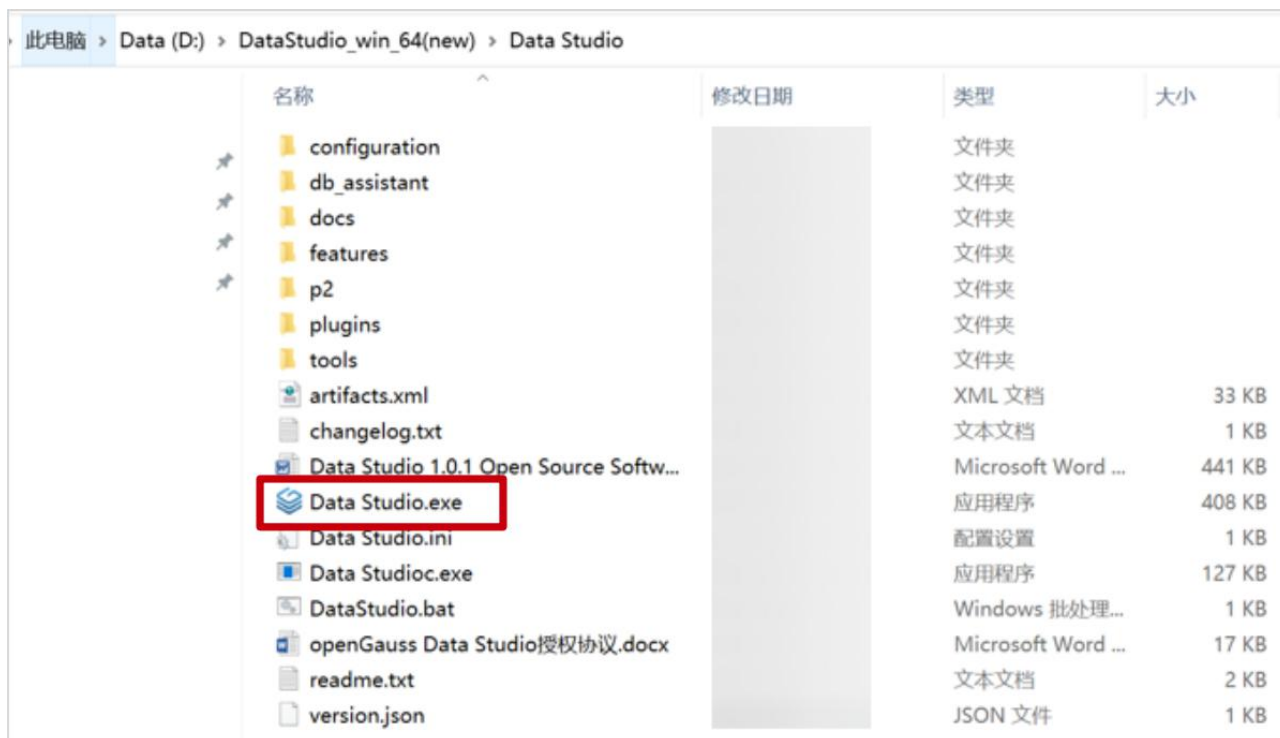 此电脑 > Data (D:) > DataStudio_win_64(new) > Data Studio
名称 修改日期 类型 大小
configuration 文件夹
db_assistant 文件夹
docs 文件夹
features 文件夹
p2 文件夹
plugins 文件夹
tools 文件夹
artifacts.xml XML 文档 33 KB
changelog.txt 文本文档 1 KB
Data Studio 1.0.1 Open Source Softw... Microsoft Word ... 441 KB
Data Studio.exe 应用程序 408 KB
Data Studio.ini 配置设置 1 KB
Data Studioc.exe 应用程序 127 KB
DataStudio.bat Windows 批处理... 1 KB
openGauss Data Studio授权协议.docx Microsoft Word ... 17 KB
readme.txt 文本文档 2 KB
version.json JSON 文件 1 KB